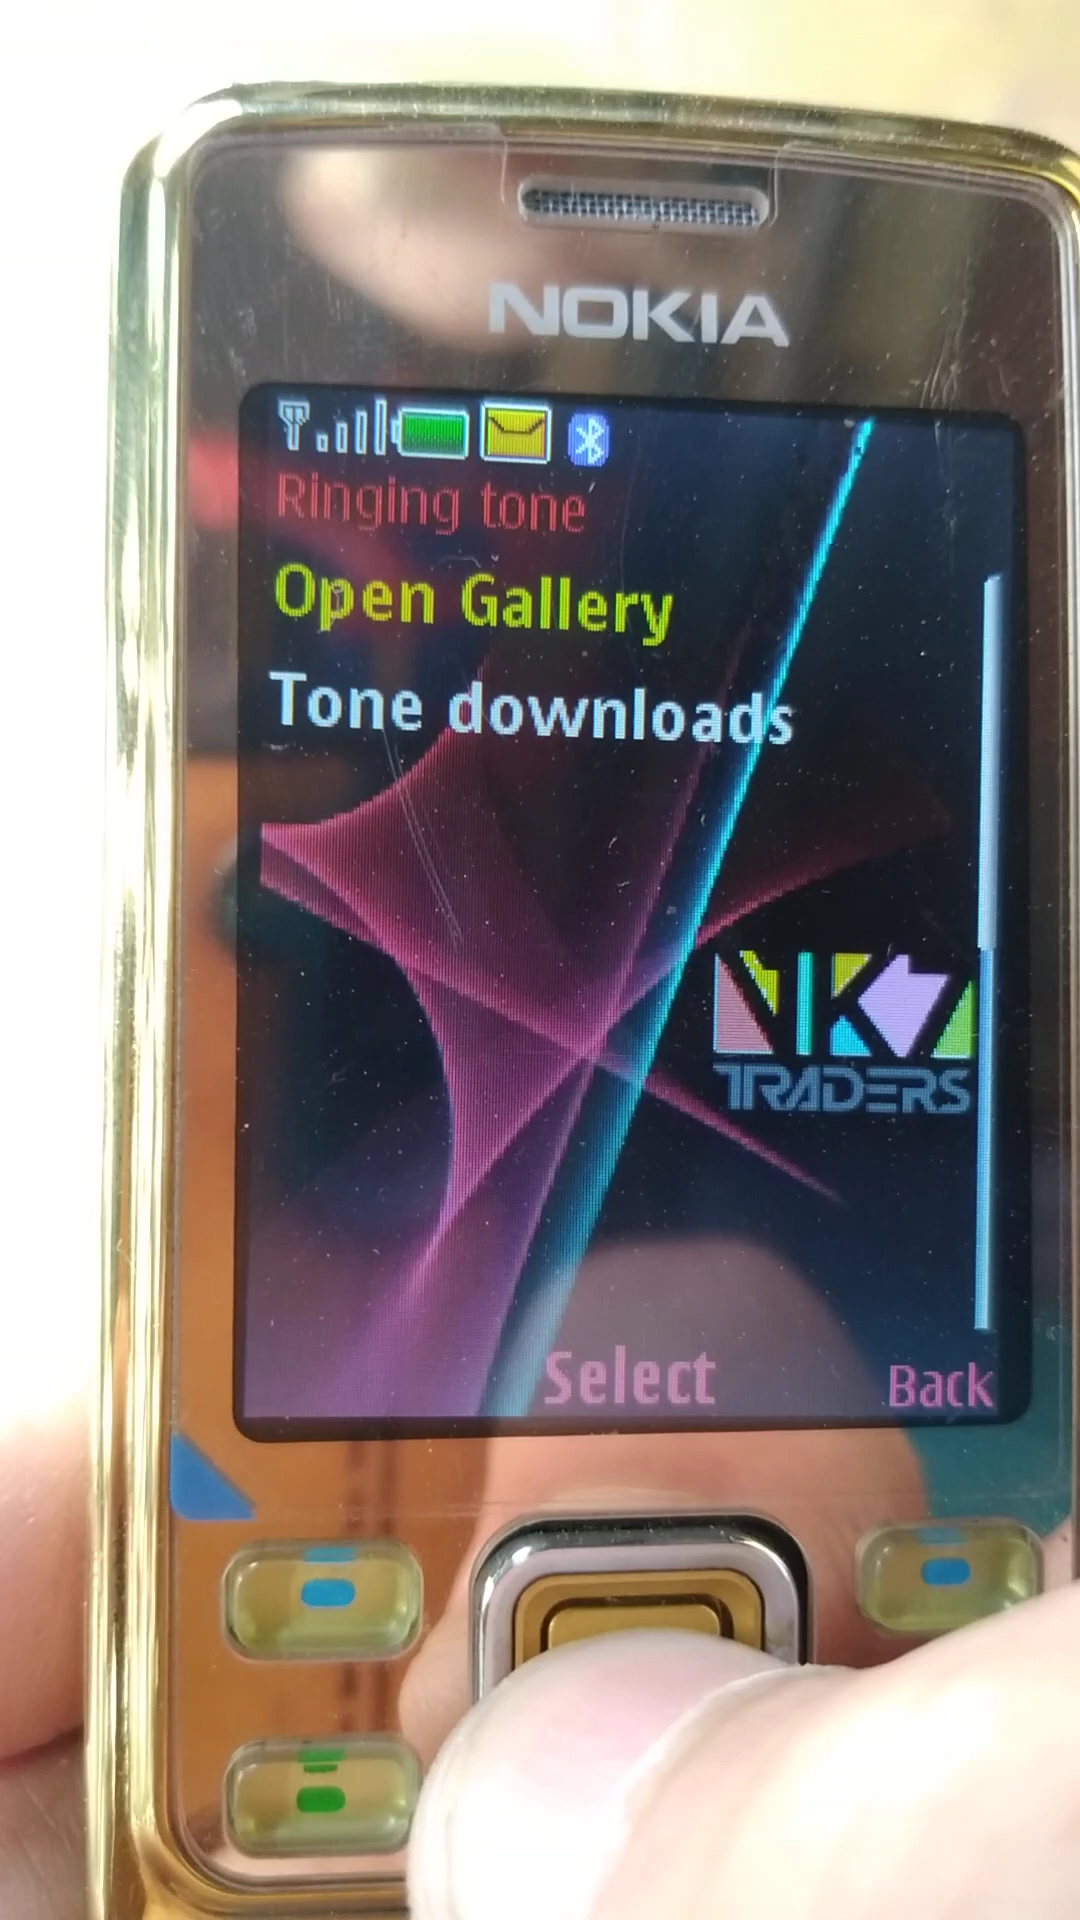 NOKIA
Ringing tone
Open Gallery
Tone downloads
TRADERS
Select
Back